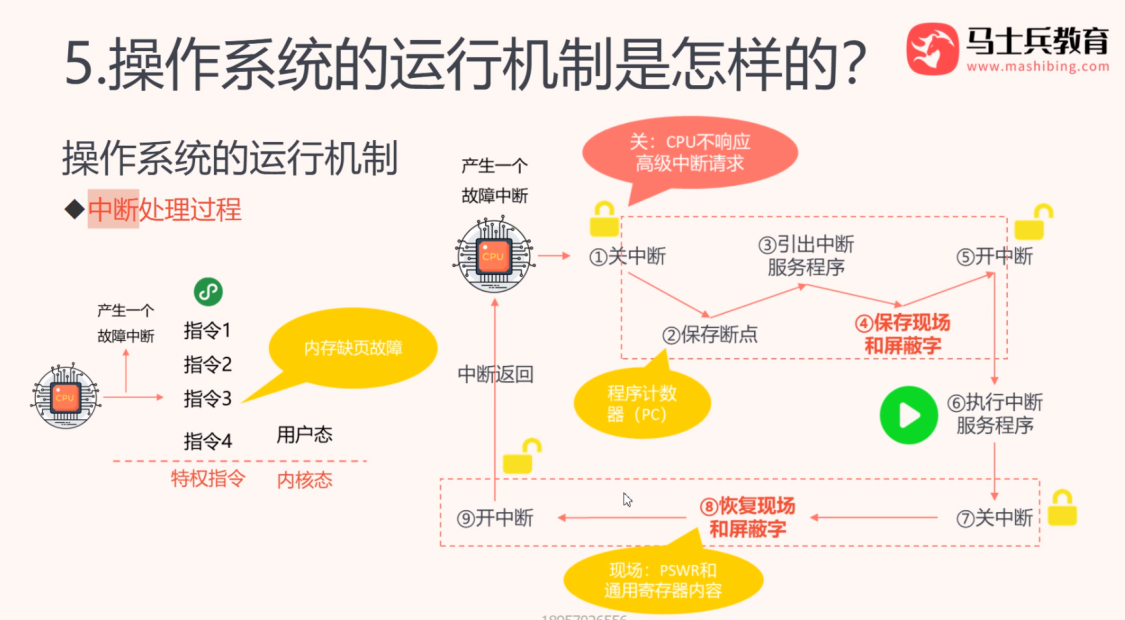 5.操作系统的运行机制是怎样的？
马士兵教育
www.mashibing.com
操作系统的运行机制
◆中断处理过程
产生一个
故障中断
CPU
指令1
指令2
指令3
指令4
内存缺页故障
用户态
特权指令
内核态
产生一个
故障中断
CPU
关：CPU不响应
高级中断请求
①关中断
②保存断点
程序计数
器（PC）
③引出中断
服务程序
④保存现场
和屏蔽字
⑤开中断
⑥执行中断
服务程序
⑦关中断
⑧恢复现场
和屏蔽字
现场：PSWR和
通用寄存器内容
⑨开中断
中断返回